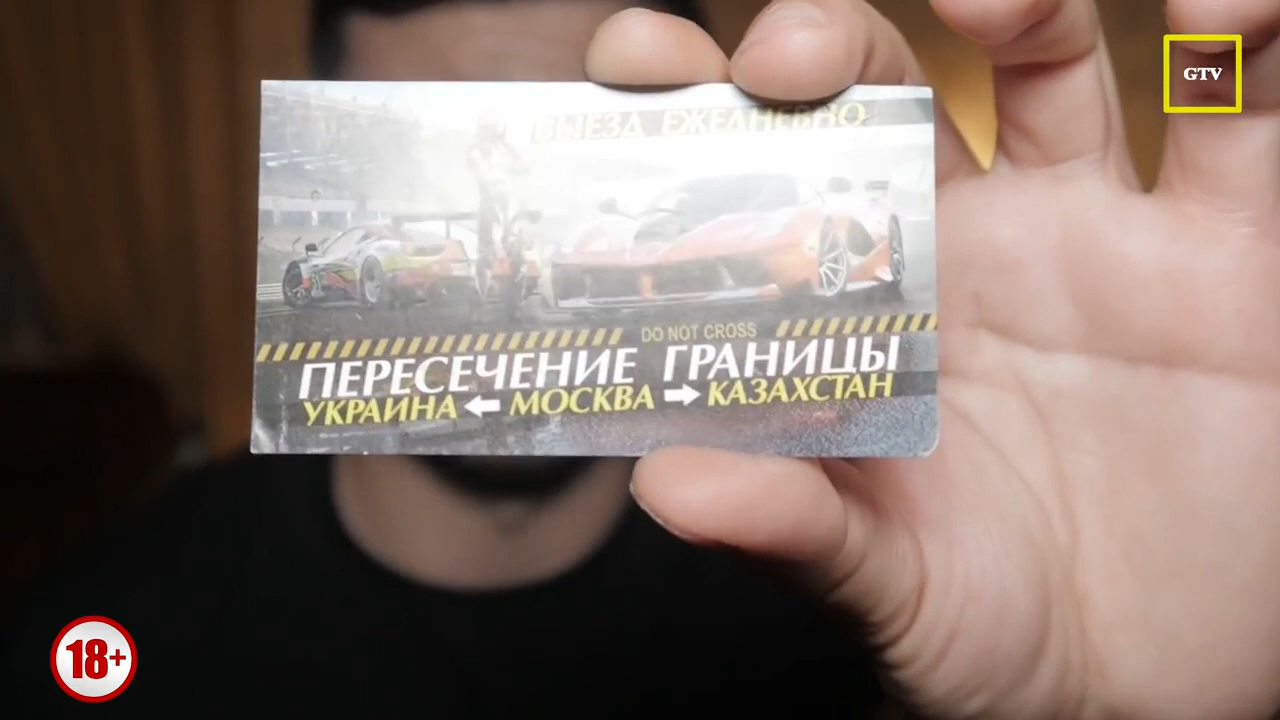 GTV
ВЫЕЗД ЕЖЕДНЕВНО
DO NOT CROSS
ПЕРЕСЕЧЕНИЕ ГРАНИЦЫ
УКРАИНА МОСКВА КАЗАХСТАН
18+